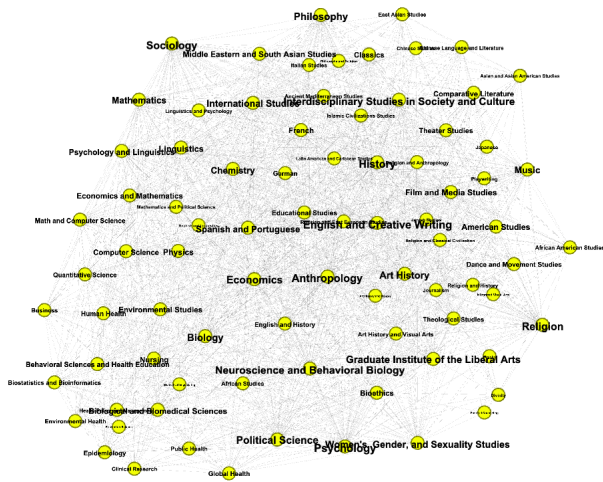 East Asian Studies
Philosophy
Sociology
Middle Eastern and South Asian Studies
Classics
Italian Studies
Asian and Asian American Studies
Mathematics
International Studies
Comparative Literature
Interdisciplinary Studies in Society and Culture
Linguistics and Psychology
Islamic Civilizations Studies
French
Theater Studies
Psychology and Linguistics
Linguistics
Japanese
Chemistry
German
Latin American and Caribbean Studies
History
Religion and Anthropology
Music
Playwriting
Economics and Mathematics
Film and Media Studies
Mathematics and Political Science
Math and Computer Science
Educational Studies
Spanish and Portuguese
English and Creative Writing
American Studies
Religion and Classical Civilization
African American Studies
Computer Science
Physics
Dance and Movement Studies
Quantitative Science
Economics
Anthropology
Art History
Religion and History
Journalism
Business
Human Health
Environmental Studies
English and History
Theological Studies
Religion
Biology
Art History and Visual Arts
Behavioral Sciences and Health Education
Nursing
Neuroscience and Behavioral Biology
Graduate Institute of the Liberal Arts
Biostatistics and Bioinformatics
African Studies
Bioethics
Divinity
Biological and Biomedical Sciences
Environmental Health
Political Science
Psychology
Women's, Gender, and Sexuality Studies
Epidemiology
Public Health
Clinical Research
Global Health